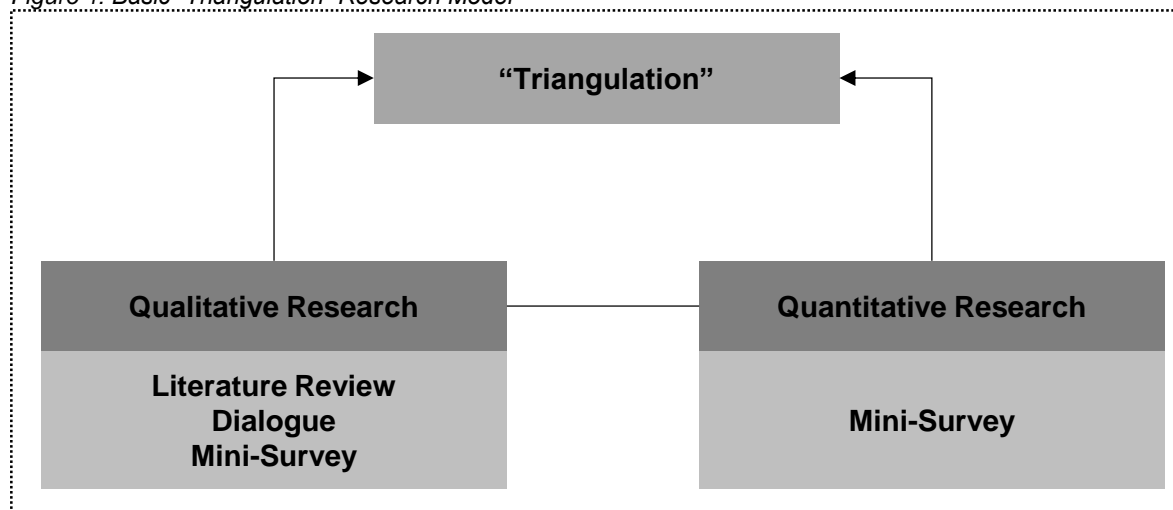 Figure 1. Basic "Triangulation" Research Model
“Triangulation”
Qualitative Research
Quantitative Research
Literature Review
Dialogue
Mini-Survey
Mini-Survey